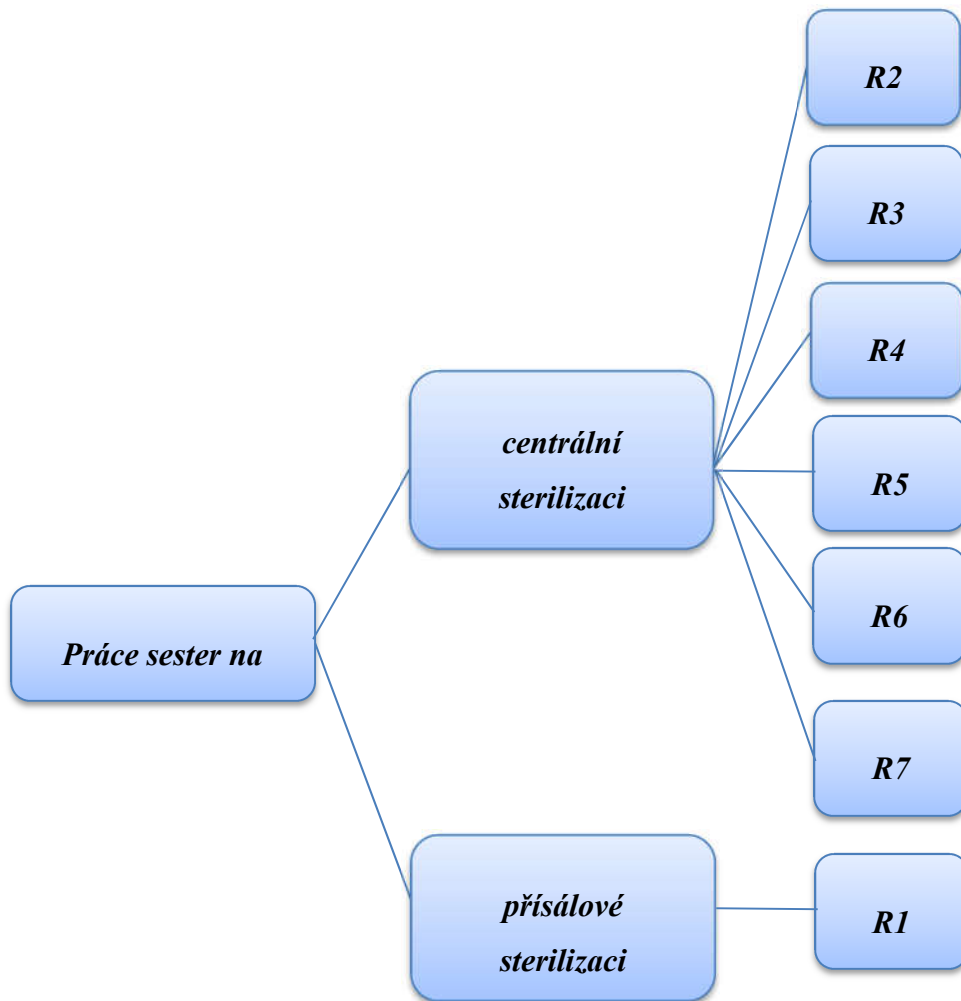 Práce sester na
centrální
sterilizaci
R2
R3
R4
R5
R6
R7
přísálové
sterilizaci
R1